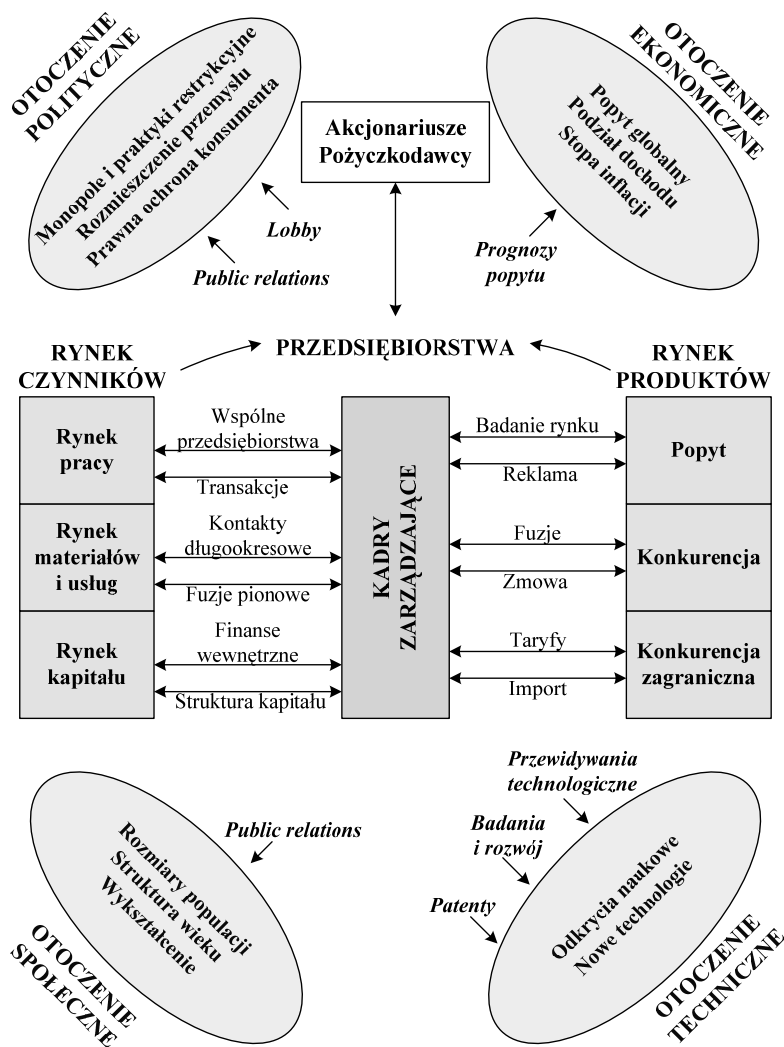 OTOCZENIE
POLITYCZNE
Monopole i praktyki restrykcyjne
Rozmieszczenie przemysłu
Prawna ochrona konsumenta
Lobby
Public relations
Akcjonariusze
Pożyczkodawcy
OTOCZENIE
EKONOMICZNE
Popyt globalny
Podział dochodu
Stopa inflacji
Prognozy
popytu
RYNEK
CZYNNIKÓW
PRZEDSIĘBIORSTWA
RYNEK
PRODUKTÓW
Rynek
pracy
Wspólne
przedsiębiorstwa
Transakcje
Rynek
materiałów
i usług
Kontakty
długookresowe
Fuzje pionowe
Rynek
kapitału
Finanse
wewnętrzne
Struktura kapitału
KADRY
ZARZĄDZAJĄCE
Badanie rynku
Reklama
Popyt
Fuzje
Zmowa
Konkurencja
Taryfy
Import
Konkurencja
zagraniczna
Rozmiary populacji
Struktura wieku
Wykształcenie
Public relations
OTOCZENIE
SPOŁECZNE
Przewidywania
technologiczne
Badania
i rozwój
Patenty
Odkrycia naukowe
Nowe technologie
OTOCZENIE
TECHNICZNE